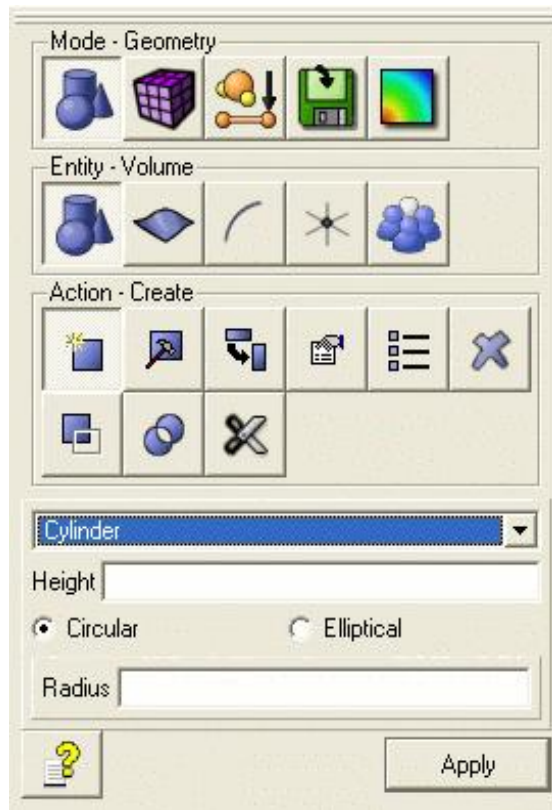 Mode - Geometry
Entity - Volume
Action - Create
Cylinder
Height
Circular Elliptical
Radius
Apply